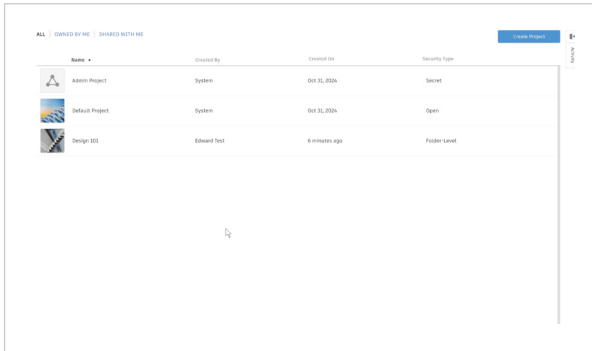 ALL | OWNED BY ME | SHARED WITH ME
Create Project
Activity
Name ▲ Created By Created On Security Type
Admin Project System Oct 31, 2024 Secret
Default Project System Oct 31, 2024 Open
Design 101 Edward Test 6 minutes ago Folder-Level